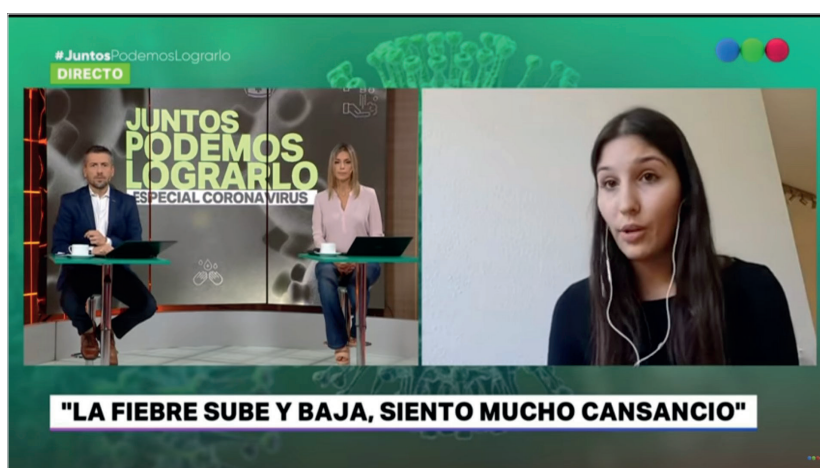 #JuntosPodemosLograrlo
DIRECTO
JUNTOS
PODEMOS
LOGRARLO
ESPECIAL CORONAVIRUS
"LA FIEBRE SUBE Y BAJA, SIENTO MUCHO CANSANCIO"